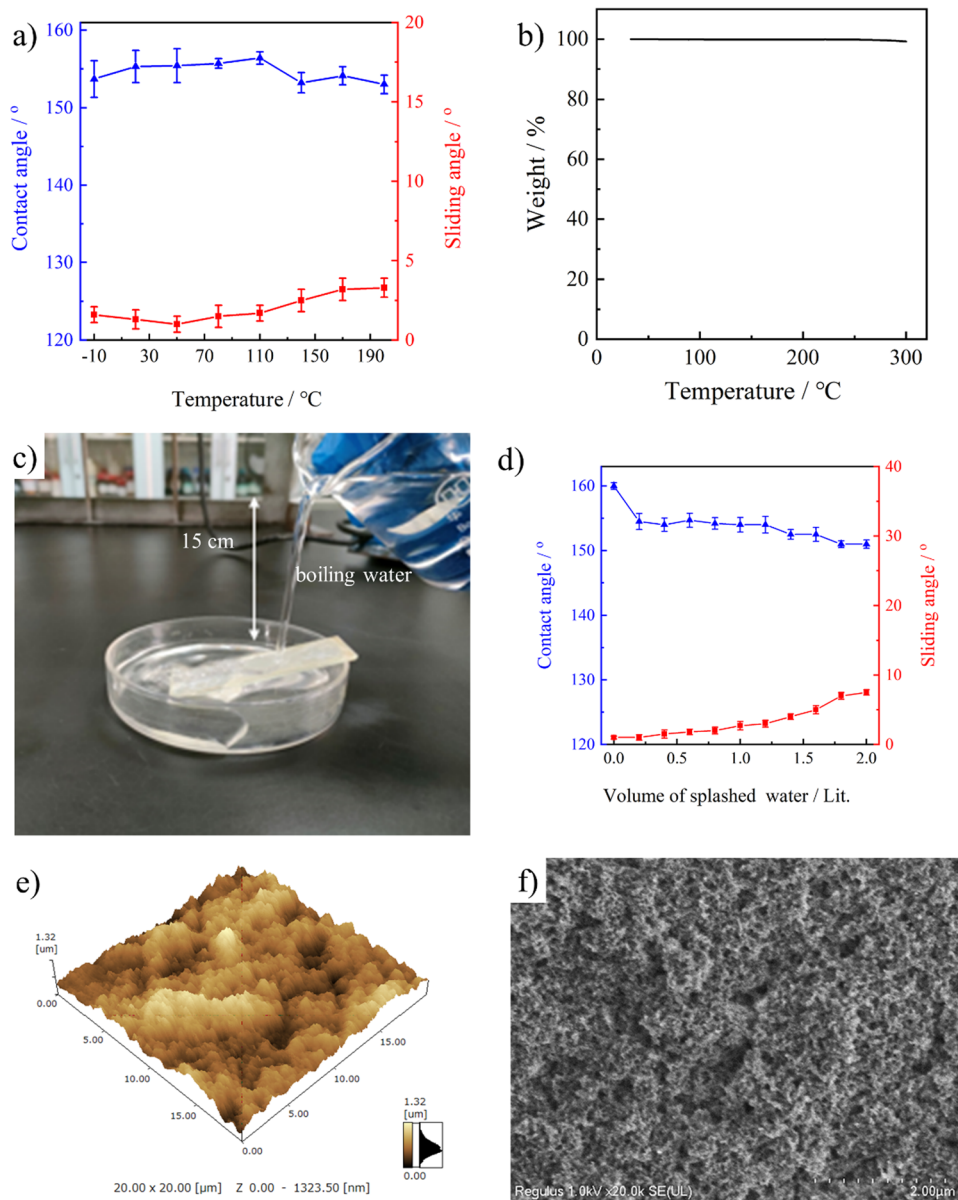 a)
160
150
140
130
120
Contact angle / °
20
15
10
5
0
Sliding angle / °
-10 30 70 110 150 190
Temperature / °C
b)
100
80
60
40
20
0
Weight / %
0 100 200 300
Temperature / °C
c)
15 cm
boiling water
d)
160
150
140
130
120
Contact angle / °
40
30
20
10
0
Sliding angle / °
0.0 0.5 1.0 1.5 2.0
Volume of splashed water / Lit.
e)
1.32
[um]
0.00
5.00
10.00
15.00
0.00
5.00
10.00
15.00
1.32
[um]
0.00
20.00 x 20.00 [µm] Z 0.00 - 1323.50 [nm]
f)
Regulus 1.0kV x20.0k SE(UL)
2.00µm